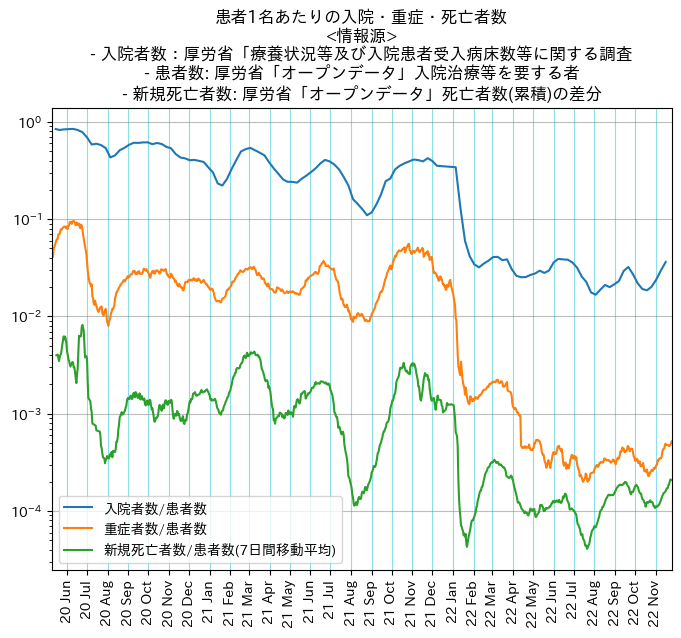 患者1名あたりの入院・重症・死亡者数
<情報源>
- 入院者数：厚労省「療養状況等及び入院患者受入病床数等に関する調査
- 患者数: 厚労省「オープンデータ」入院治療等を要する者
- 新規死亡者数: 厚労省「オープンデータ」死亡者数(累積)の差分
10⁰
10⁻¹
10⁻²
10⁻³
10⁻⁴
入院者数/患者数
重症者数/患者数
新規死亡者数/患者数(7日間移動平均)
20 Jun
20 Jul
20 Aug
20 Sep
20 Oct
20 Nov
20 Dec
21 Jan
21 Feb
21 Mar
21 Apr
21 May
21 Jun
21 Jul
21 Aug
21 Sep
21 Oct
21 Nov
21 Dec
22 Jan
22 Feb
22 Mar
22 Apr
22 May
22 Jun
22 Jul
22 Aug
22 Sep
22 Oct
22 Nov